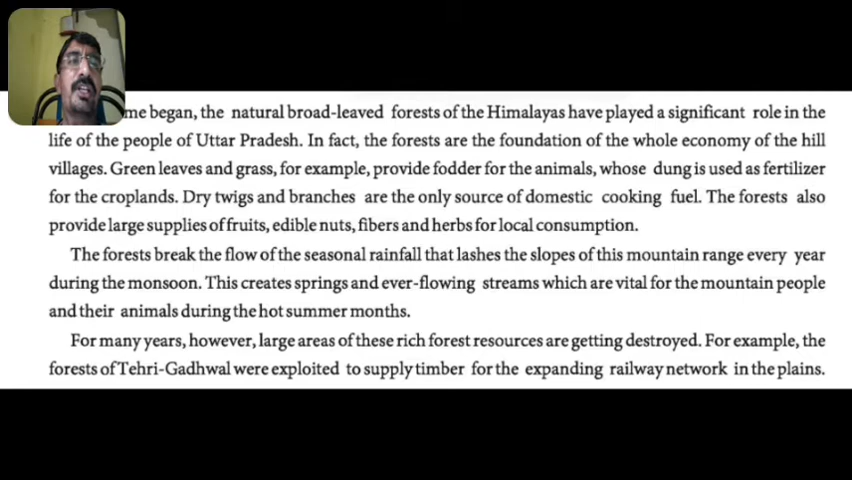 me began, the natural broad-leaved forests of the Himalayas have played a significant role in the
life of the people of Uttar Pradesh. In fact, the forests are the foundation of the whole economy of the hill
villages. Green leaves and grass, for example, provide fodder for the animals, whose dung is used as fertilizer
for the croplands. Dry twigs and branches are the only source of domestic cooking fuel. The forests also
provide large supplies of fruits, edible nuts, fibers and herbs for local consumption.
The forests break the flow of the seasonal rainfall that lashes the slopes of this mountain range every year
during the monsoon. This creates springs and ever-flowing streams which are vital for the mountain people
and their animals during the hot summer months.
For many years, however, large areas of these rich forest resources are getting destroyed. For example, the
forests of Tehri-Gadhwal were exploited to supply timber for the expanding railway network in the plains.